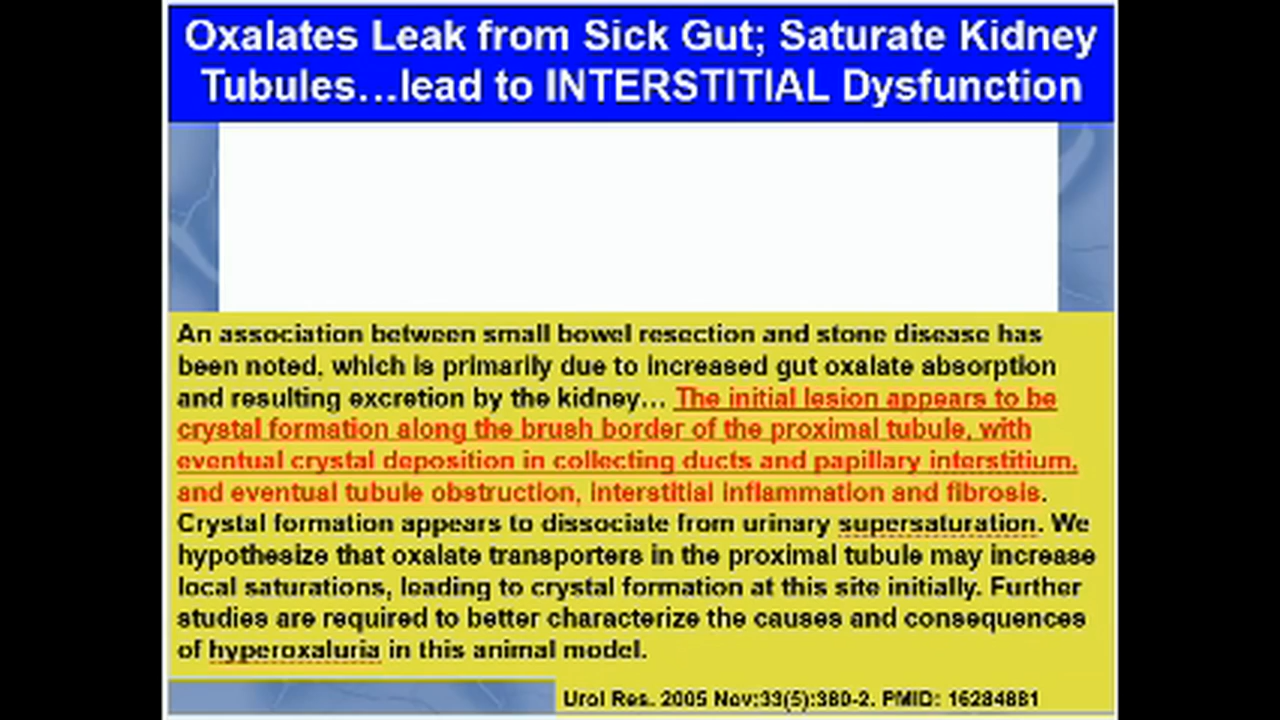 Oxalates Leak from Sick Gut; Saturate Kidney
Tubules...lead to INTERSTITIAL Dysfunction
An association between small bowel resection and stone disease has
been noted, which is primarily due to increased gut oxalate absorption
and resulting excretion by the kidney... The initial lesion appears to be
crystal formation along the brush border of the proximal tubule, with
eventual crystal deposition in collecting ducts and papillary interstitium,
and eventual tubule obstruction, interstitial inflammation and fibrosis.
Crystal formation appears to dissociate from urinary supersaturation. We
hypothesize that oxalate transporters in the proximal tubule may increase
local saturations, leading to crystal formation at this site initially. Further
studies are required to better characterize the causes and consequences
of hyperoxaluria in this animal model.
Urol Res. 2005 Nov;33(5):380-2. PMID: 16284881